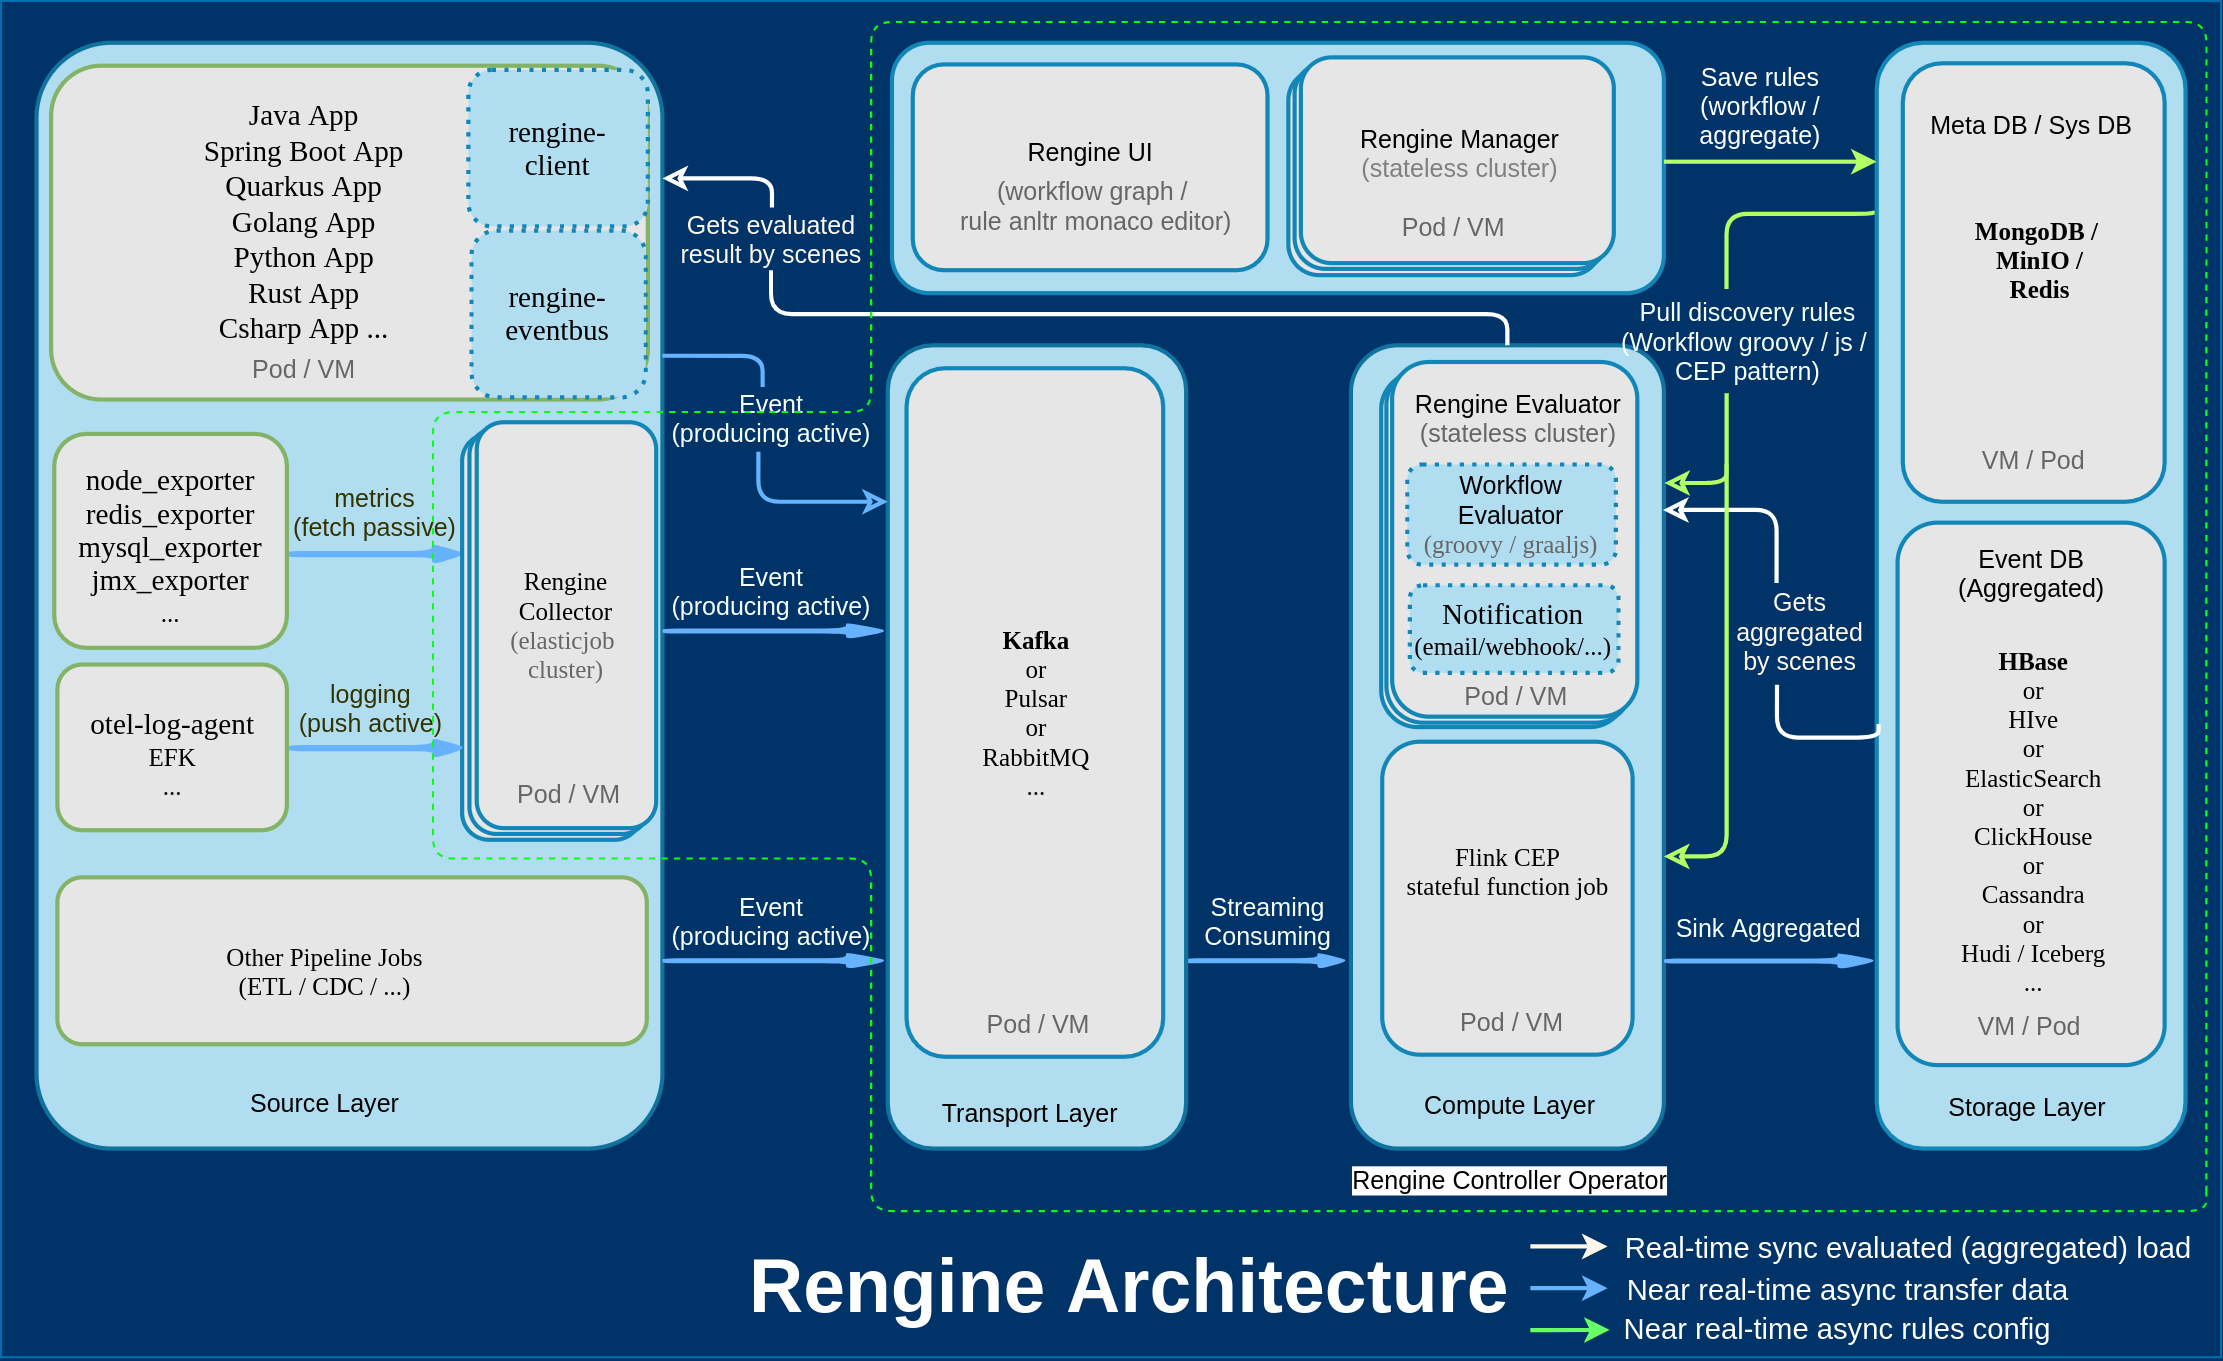 Java App
Spring Boot App
Quarkus App
Golang App
Python App
Rust App
Csharp App ...
Pod / VM
rengine-
client
rengine-
eventbus
node_exporter
redis_exporter
mysql_exporter
jmx_exporter
...
metrics
(fetch passive)
otel-log-agent
EFK
...
logging
(push active)
Rengine
Collector
(elasticjob
cluster)
Pod / VM
Other Pipeline Jobs
(ETL / CDC / ...)
Source Layer
Gets evaluated
result by scenes
Event
(producing active)
Event
(producing active)
Event
(producing active)
Rengine UI
(workflow graph /
rule anltr monaco editor)
Rengine Manager
(stateless cluster)
Pod / VM
Kafka
or
Pulsar
or
RabbitMQ
...
Pod / VM
Transport Layer
Streaming
Consuming
Rengine Evaluator
(stateless cluster)
Workflow
Evaluator
(groovy / graaljs)
Notification
(email/webhook/...)
Pod / VM
Flink CEP
stateful function job
Pod / VM
Compute Layer
Save rules
(workflow /
aggregate)
Pull discovery rules
(Workflow groovy / js /
CEP pattern)
Gets
aggregated
by scenes
Sink Aggregated
Meta DB / Sys DB
MongoDB /
MinIO /
Redis
VM / Pod
Event DB
(Aggregated)
HBase
or
HIve
or
ElasticSearch
or
ClickHouse
or
Cassandra
or
Hudi / Iceberg
...
VM / Pod
Storage Layer
Rengine Controller Operator
Rengine Architecture
Real-time sync evaluated (aggregated) load
Near real-time async transfer data
Near real-time async rules config